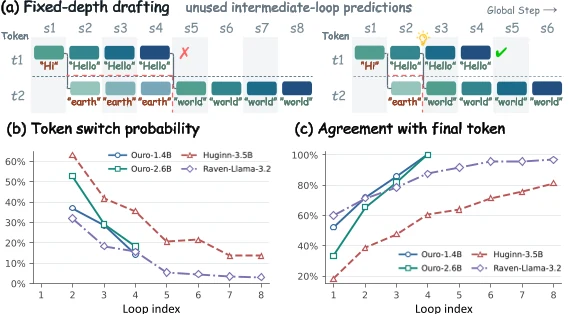 (a) Fixed-depth drafting unused intermediate-loop predictions Global Step →
Token s1 s2 s3 s4 s5 s6 s7 s8
t1 "Hi" "Hello" "Hello" "Hello" ✗
t2 "earth" "earth" "earth" "world" "world" "world" "world"
Token s1 s2 s3 s4 s5 s6
t1 "Hi" "Hello" "Hello" "Hello" ✓
t2 "earth" "world" "world" "world" "world"
(b) Token switch probability
Ouro-1.4B Huginn-3.5B
Ouro-2.6B Raven-Llama-3.2
60%
50%
40%
30%
20%
10%
0%
1 2 3 4 5 6 7 8
Loop index
(c) Agreement with final token
100%
80%
60%
40%
20%
Ouro-1.4B Huginn-3.5B
Ouro-2.6B Raven-Llama-3.2
1 2 3 4 5 6 7 8
Loop index